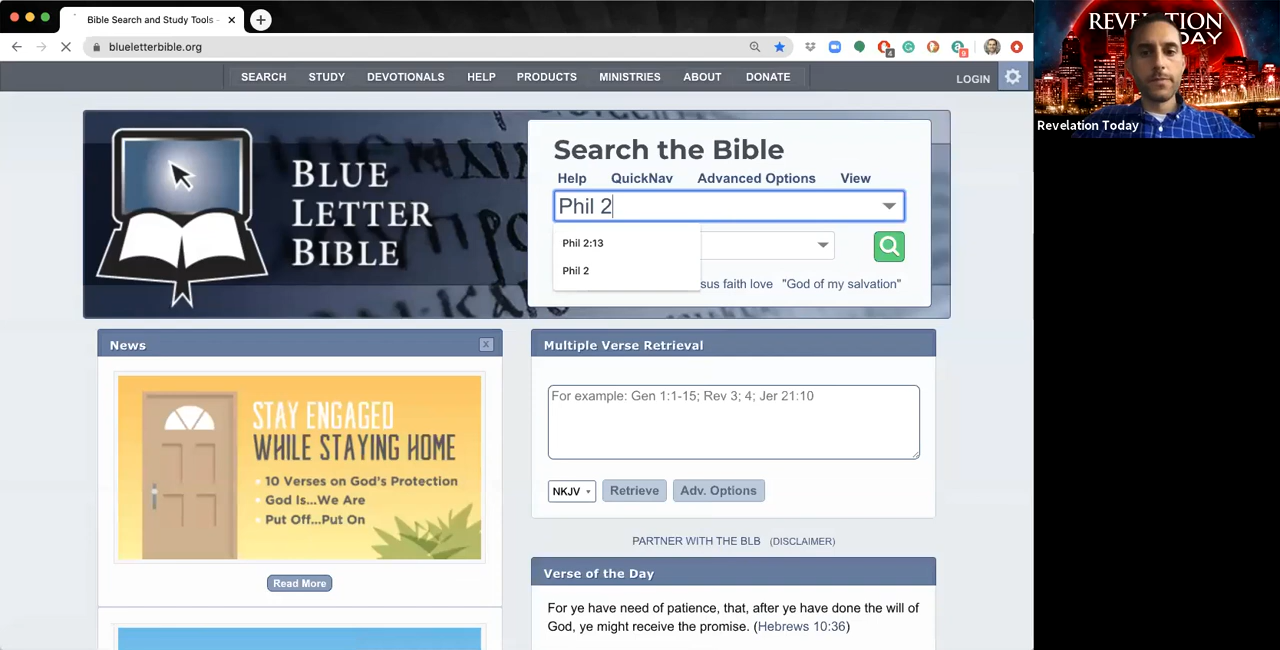 Bible Search and Study Tools -
blueletterbible.org
4
8
SEARCH STUDY DEVOTIONALS HELP PRODUCTS MINISTRIES ABOUT DONATE
LOGIN
BLUE
LETTER
BIBLE
Search the Bible
Help QuickNav Advanced Options View
Phil 2
Phil 2:13
Phil 2
sus faith love "God of my salvation"
News
x
STAY ENGAGED
WHILE STAYING HOME
10 Verses on God's Protection
God Is...We Are
Put Off...Put On
Read More
Multiple Verse Retrieval
For example: Gen 1:1-15; Rev 3; 4; Jer 21:10
NKJV
Retrieve
Adv. Options
PARTNER WITH THE BLB (DISCLAIMER)
Verse of the Day
For ye have need of patience, that, after ye have done the will of
God, ye might receive the promise. (Hebrews 10:36)
REVELATION
Revelation Today